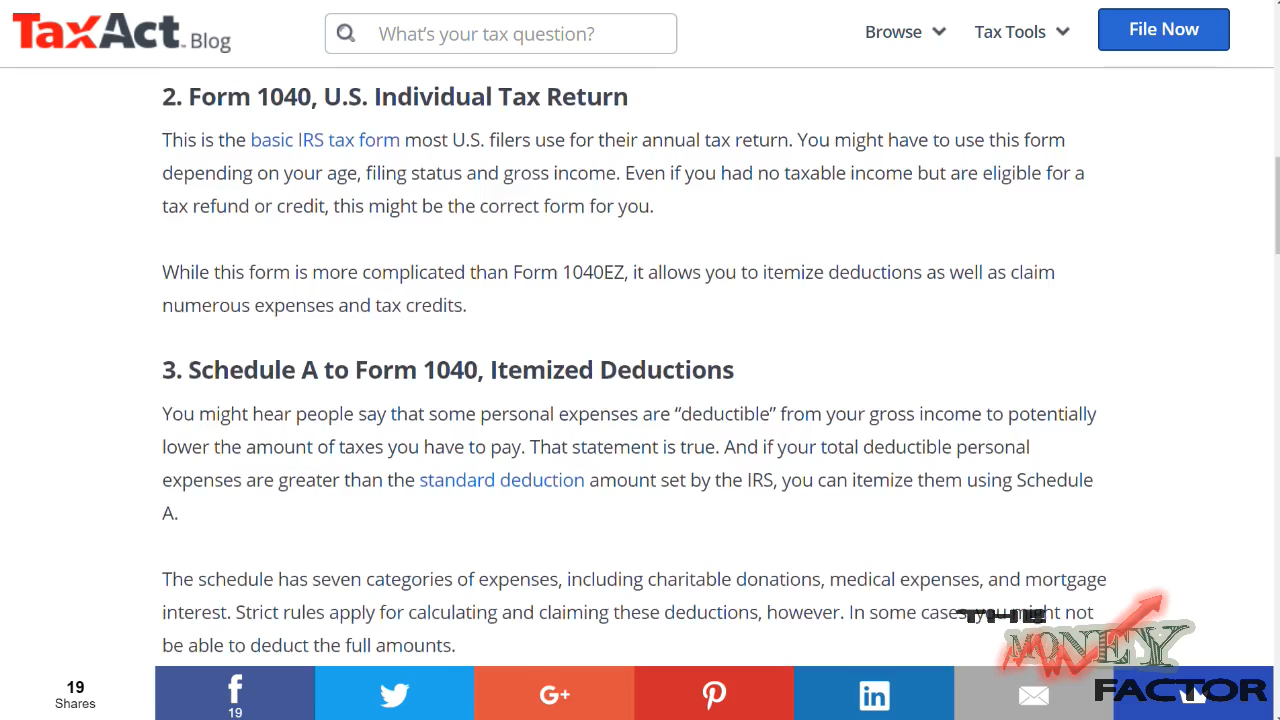 TaxAct Blog
What's your tax question?
Browse
Tax Tools
File Now
2. Form 1040, U.S. Individual Tax Return
This is the basic IRS tax form most U.S. filers use for their annual tax return. You might have to use this form
depending on your age, filing status and gross income. Even if you had no taxable income but are eligible for a
tax refund or credit, this might be the correct form for you.
While this form is more complicated than Form 1040EZ, it allows you to itemize deductions as well as claim
numerous expenses and tax credits.
3. Schedule A to Form 1040, Itemized Deductions
You might hear people say that some personal expenses are “deductible” from your gross income to potentially
lower the amount of taxes you have to pay. That statement is true. And if your total deductible personal
expenses are greater than the standard deduction amount set by the IRS, you can itemize them using Schedule
A.
The schedule has seven categories of expenses, including charitable donations, medical expenses, and mortgage
interest. Strict rules apply for calculating and claiming these deductions, however. In some cases, you might not
be able to deduct the full amounts.
THE
MONEY
FACTOR
19
Shares
f
19
G+
in